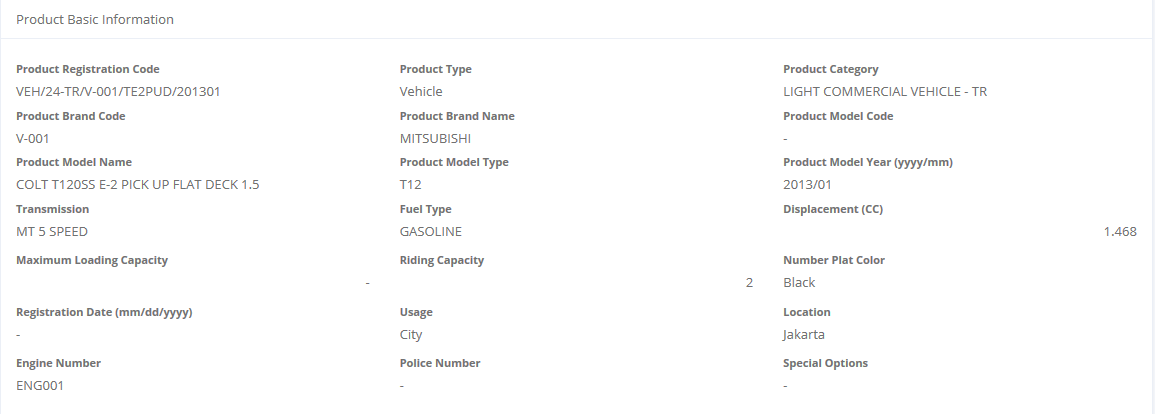 Product Basic Information
Product Registration Code Product Type Product Category
VEH/24-TR/V-001/TE2PUD/201301 Vehicle LIGHT COMMERCIAL VEHICLE - TR
Product Brand Code Product Brand Name Product Model Code
V-001 MITSUBISHI -
Product Model Name Product Model Type Product Model Year (yyyy/mm)
COLT T120SS E-2 PICK UP FLAT DECK 1.5 T12 2013/01
Transmission Fuel Type Displacement (CC)
MT 5 SPEED GASOLINE 1.468
Maximum Loading Capacity Riding Capacity Number Plat Color
- 2 Black
Registration Date (mm/dd/yyyy) Usage Location
- City Jakarta
Engine Number Police Number Special Options
ENG001 - -